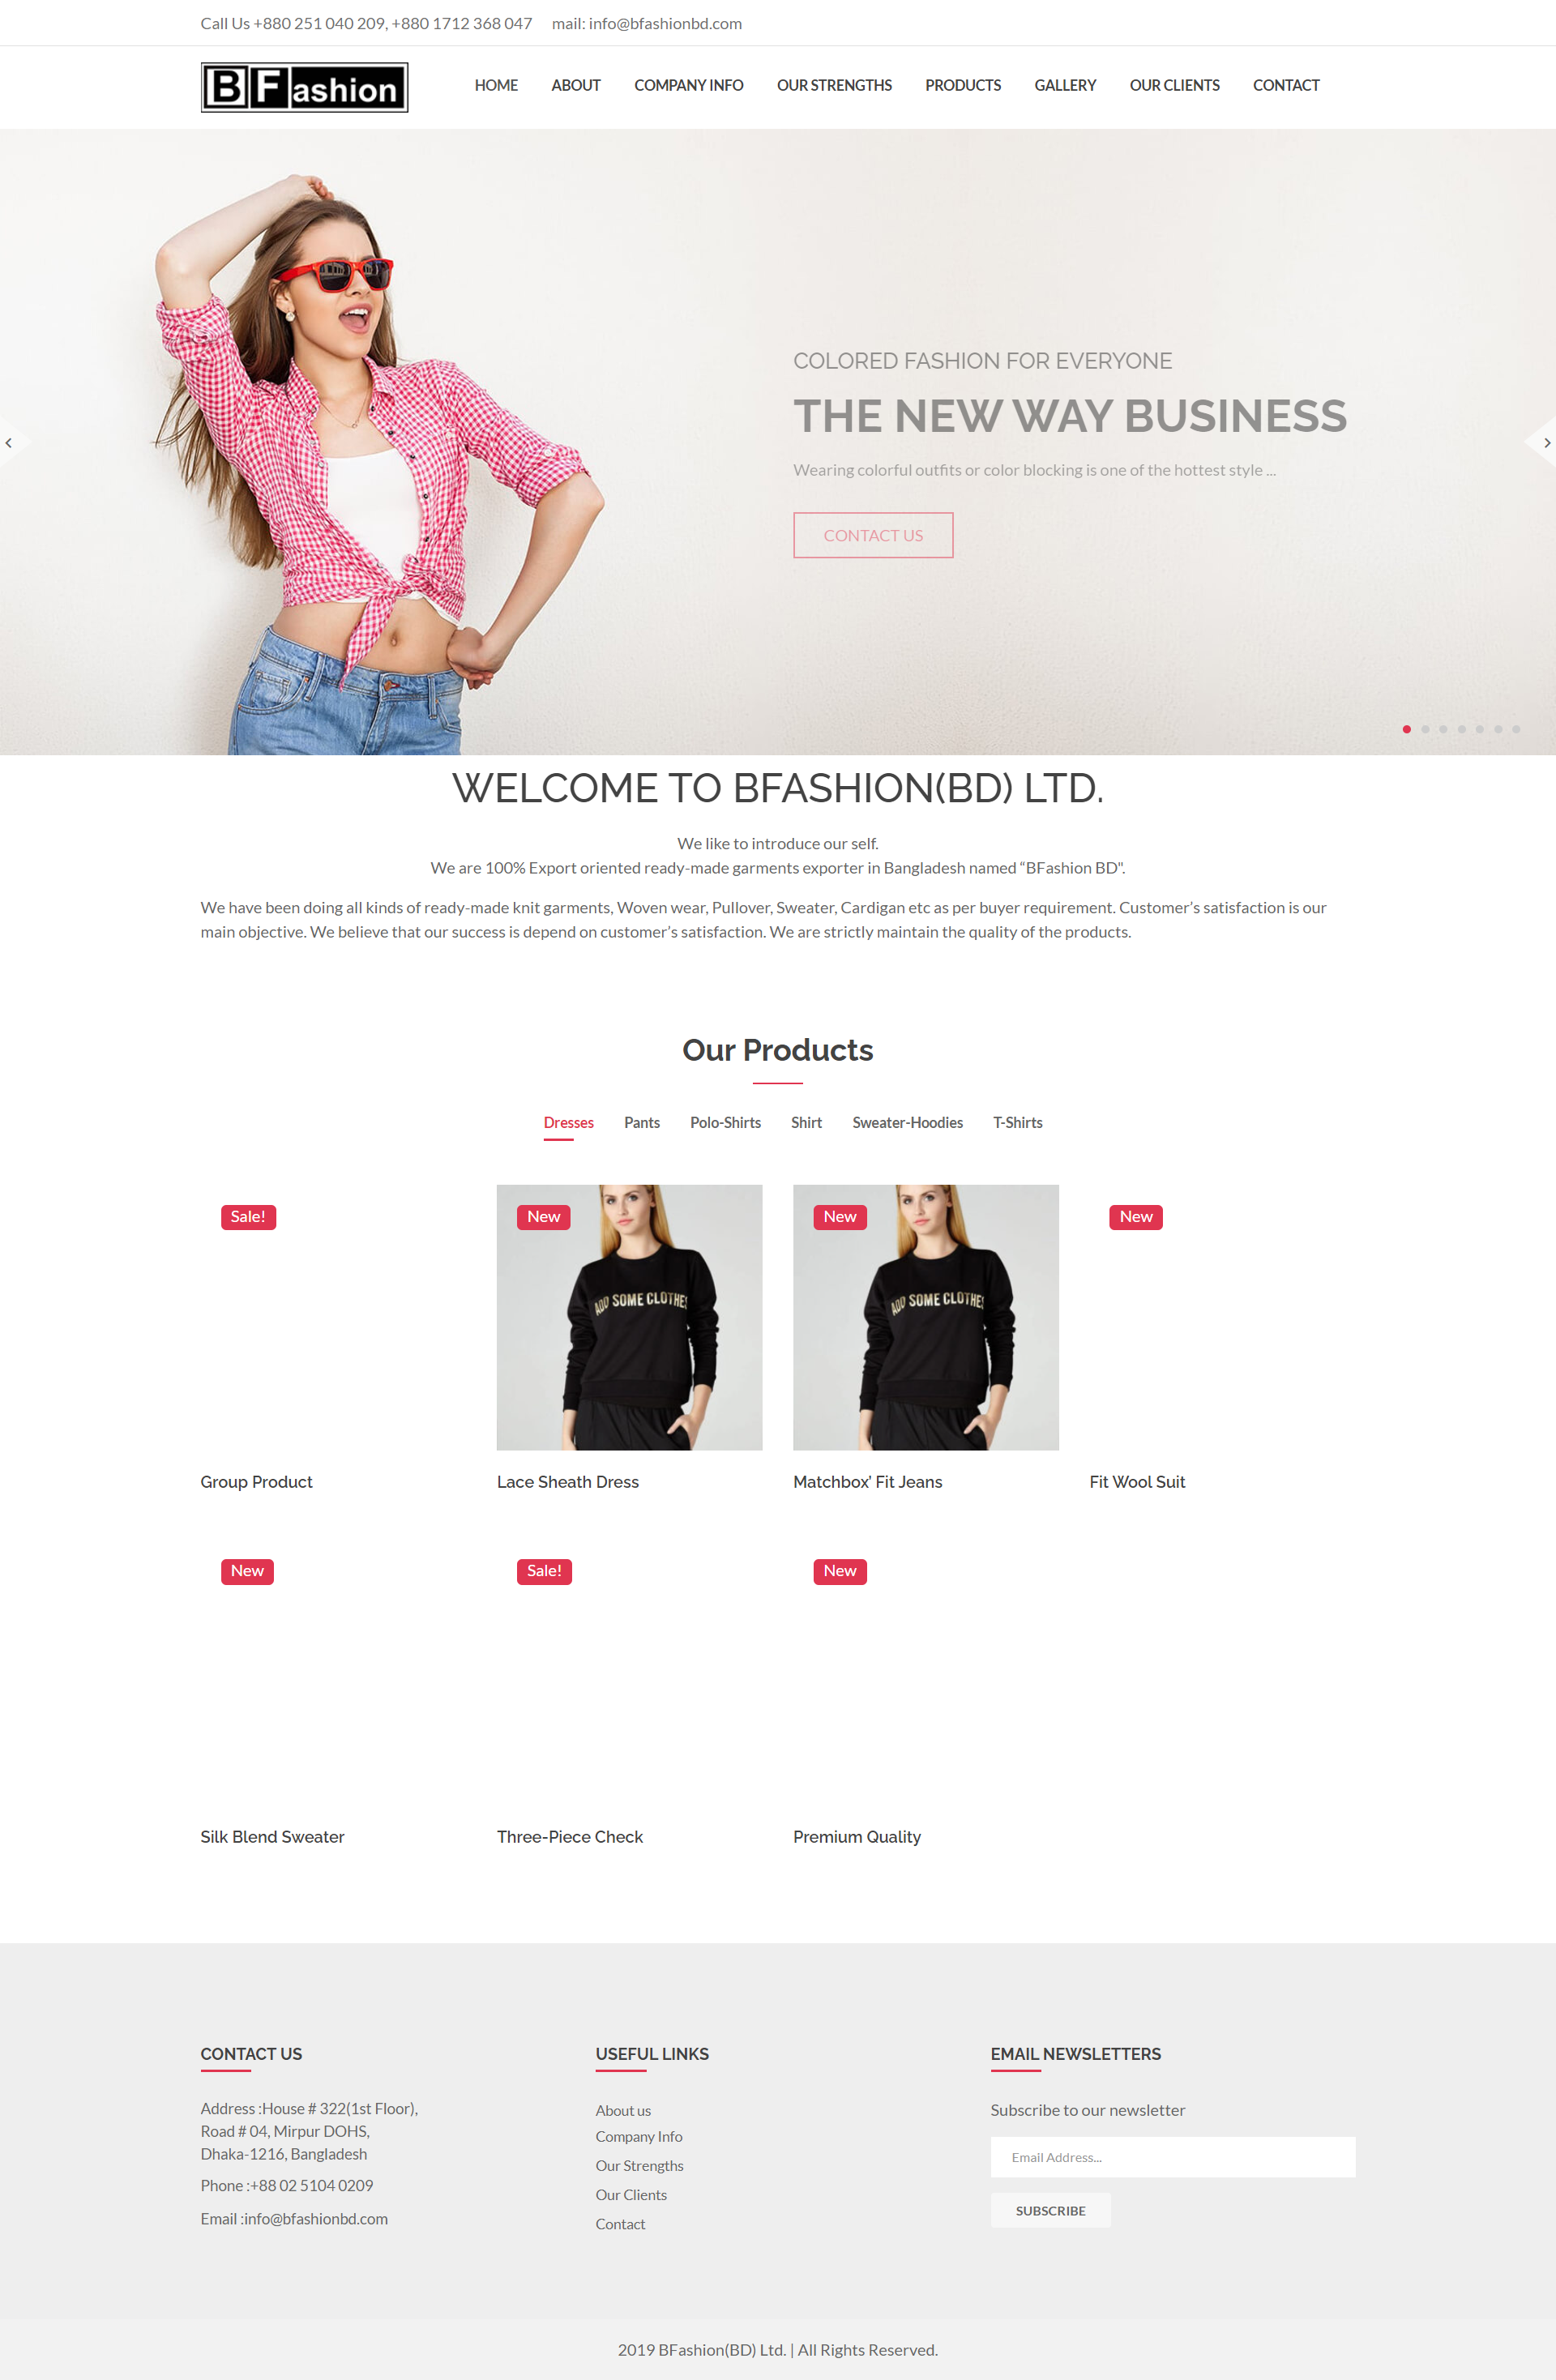 Call Us +880 251 040 209, +880 1712 368 047 mail: info@bfashionbd.com
BFashion
HOME ABOUT COMPANY INFO OUR STRENGTHS PRODUCTS GALLERY OUR CLIENTS CONTACT
COLORED FASHION FOR EVERYONE
THE NEW WAY BUSINESS
Wearing colorful outfits or color blocking is one of the hottest style ...
CONTACT US
WELCOME TO BFASHION(BD) LTD.
We like to introduce our self.
We are 100% Export oriented ready-made garments exporter in Bangladesh named “BFashion BD".
We have been doing all kinds of ready-made knit garments, Woven wear, Pullover, Sweater, Cardigan etc as per buyer requirement. Customer’s satisfaction is our
main objective. We believe that our success is depend on customer’s satisfaction. We are strictly maintain the quality of the products.
Our Products
Dresses Pants Polo-Shirts Shirt Sweater-Hoodies T-Shirts
Sale! New New New
ADD SOME CLOTHES ADD SOME CLOTHES
Group Product Lace Sheath Dress Matchbox’ Fit Jeans Fit Wool Suit
New Sale! New
Silk Blend Sweater Three-Piece Check Premium Quality
CONTACT US
Address :House # 322(1st Floor),
Road # 04, Mirpur DOHS,
Dhaka-1216, Bangladesh
Phone :+88 02 5104 0209
Email :info@bfashionbd.com
USEFUL LINKS
About us
Company Info
Our Strengths
Our Clients
Contact
EMAIL NEWSLETTERS
Subscribe to our newsletter
Email Address...
SUBSCRIBE
2019 BFashion(BD) Ltd. | All Rights Reserved.